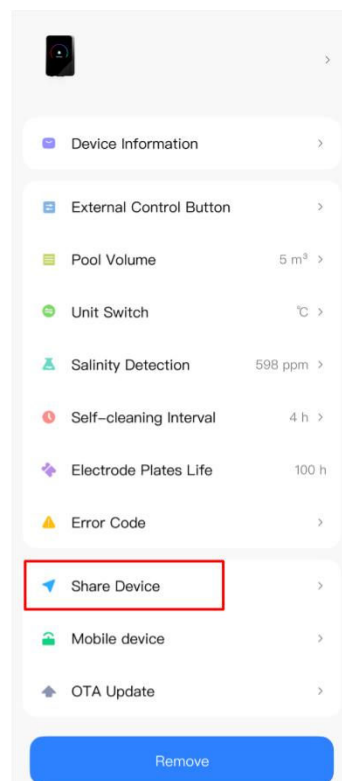 Device Information
External Control Button
Pool Volume 5 m³
Unit Switch ℃
Salinity Detection 598 ppm
Self-cleaning Interval 4 h
Electrode Plates Life 100 h
Error Code
Share Device
Mobile device
OTA Update
Remove